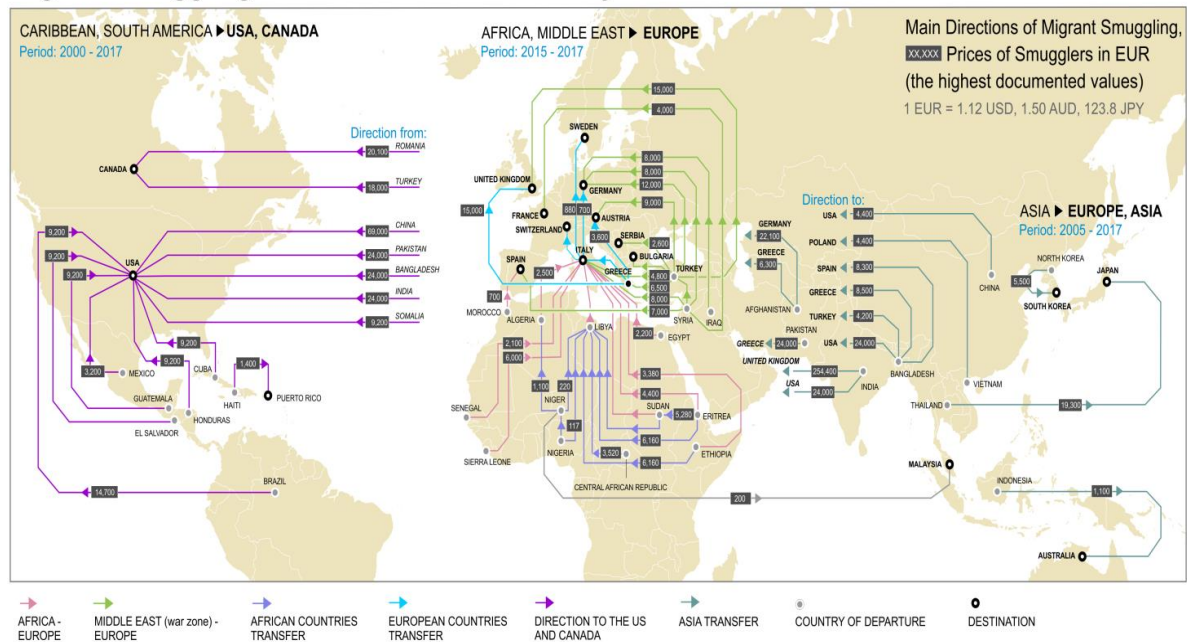 CARIBBEAN, SOUTH AMERICA ▶ USA, CANADA
Period: 2000 - 2017
AFRICA, MIDDLE EAST ▶ EUROPE
Period: 2015 - 2017
Main Directions of Migrant Smuggling,
XX,XXX Prices of Smugglers in EUR
(the highest documented values)
1 EUR = 1.12 USD, 1.50 AUD, 123.8 JPY
Direction from:
ROMANIA
20,100
CANADA
TURKEY
18,000
CHINA
69,000
9,200
PAKISTAN
24,000
9,200
USA
BANGLADESH
24,000
9,200
INDIA
24,000
SOMALIA
9,200
9,200
9,200
3,200
MEXICO
CUBA
1,400
GUATEMALA
HONDURAS
HAITI
PUERTO RICO
EL SALVADOR
BRAZIL
14,700
15,000
4,000
SWEDEN
8,000
8,000
UNITED KINGDOM
GERMANY
12,000
15,000
FRANCE
880
700
AUSTRIA
9,000
SWITZERLAND
3,600
SERBIA
2,600
ITALY
BULGARIA
SPAIN
2,500
GREECE
TURKEY
4,800
6,500
8,000
7,000
700
MOROCCO
ALGERIA
LIBYA
SYRIA
IRAQ
EGYPT
2,200
2,100
6,000
3,380
1,100
220
4,400
SENEGAL
NIGER
SUDAN
5,280
ERITREA
117
6,160
SIERRA LEONE
NIGERIA
3,520
6,160
ETHIOPIA
CENTRAL AFRICAN REPUBLIC
200
Direction to:
ASIA ▶ EUROPE, ASIA
Period: 2005 - 2017
USA
4,400
GERMANY
22,100
POLAND
4,400
GREECE
6,300
SPAIN
8,300
NORTH KOREA
JAPAN
CHINA
5,500
SOUTH KOREA
GREECE
8,500
AFGHANISTAN
TURKEY
4,200
PAKISTAN
GREECE
24,000
USA
24,000
UNITED KINGDOM
254,400
BANGLADESH
INDIA
USA
24,000
VIETNAM
THAILAND
19,300
MALAYSIA
INDONESIA
1,100
AUSTRALIA
AFRICA -
EUROPE
MIDDLE EAST (war zone) -
EUROPE
AFRICAN COUNTRIES
TRANSFER
EUROPEAN COUNTRIES
TRANSFER
DIRECTION TO THE US
AND CANADA
ASIA TRANSFER
COUNTRY OF DEPARTURE
DESTINATION